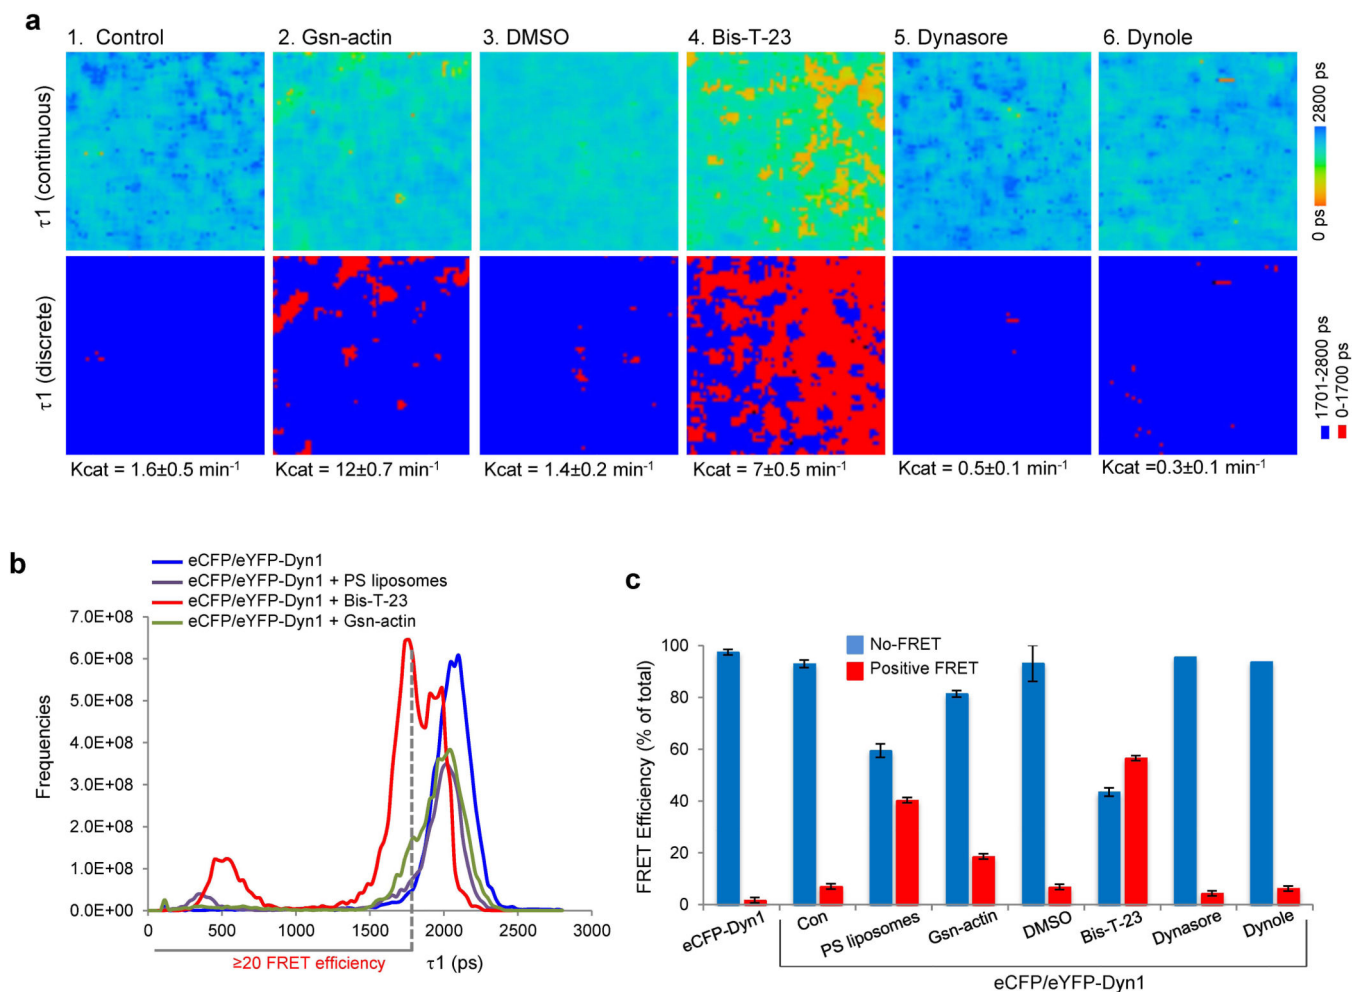 a
1. Control
2. Gsn-actin
3. DMSO
4. Bis-T-23
5. Dynasore
6. Dynole
τ1 (continuous)
0 ps
2800 ps
τ1 (discrete)
1701-2800 ps
0-1700 ps
Kcat = 1.6±0.5 min-1
Kcat = 12±0.7 min-1
Kcat = 1.4±0.2 min-1
Kcat = 7±0.5 min-1
Kcat = 0.5±0.1 min-1
Kcat =0.3±0.1 min-1
b
eCFP/eYFP-Dyn1
eCFP/eYFP-Dyn1 + PS liposomes
eCFP/eYFP-Dyn1 + Bis-T-23
eCFP/eYFP-Dyn1 + Gsn-actin
Frequencies
7.0E+08
6.0E+08
5.0E+08
4.0E+08
3.0E+08
2.0E+08
1.0E+08
0.0E+00
0
500
1000
1500
2000
2500
3000
≥20 FRET efficiency
τ1 (ps)
c
No-FRET
Positive FRET
FRET Efficiency (% of total)
100
80
60
40
20
0
eCFP-Dyn1
Con
PS liposomes
Gsn-actin
DMSO
Bis-T-23
Dynasore
Dynole
eCFP/eYFP-Dyn1